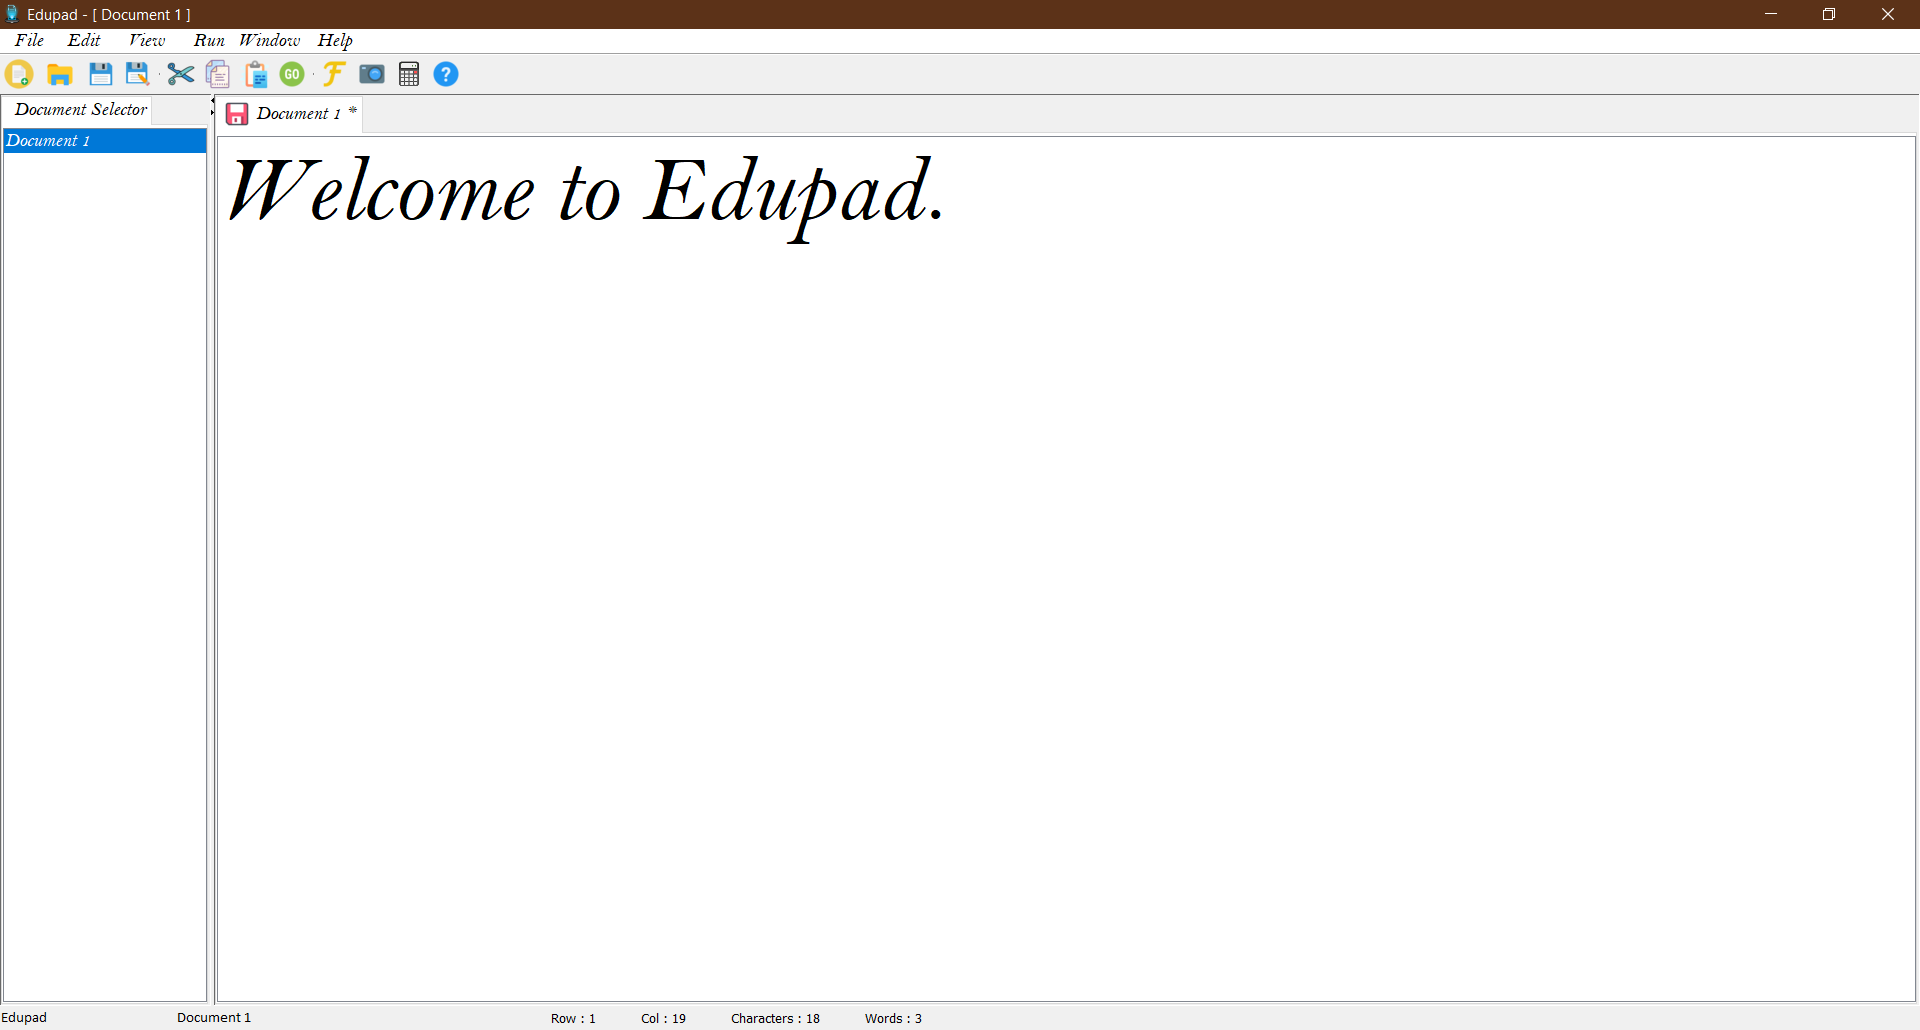 Edupad - [ Document 1 ]
File Edit View Run Window Help
GO F ?
Document Selector
Document 1 *
Document 1
Welcome to Edupad.
Edupad Document 1 Row : 1 Col : 19 Characters : 18 Words : 3